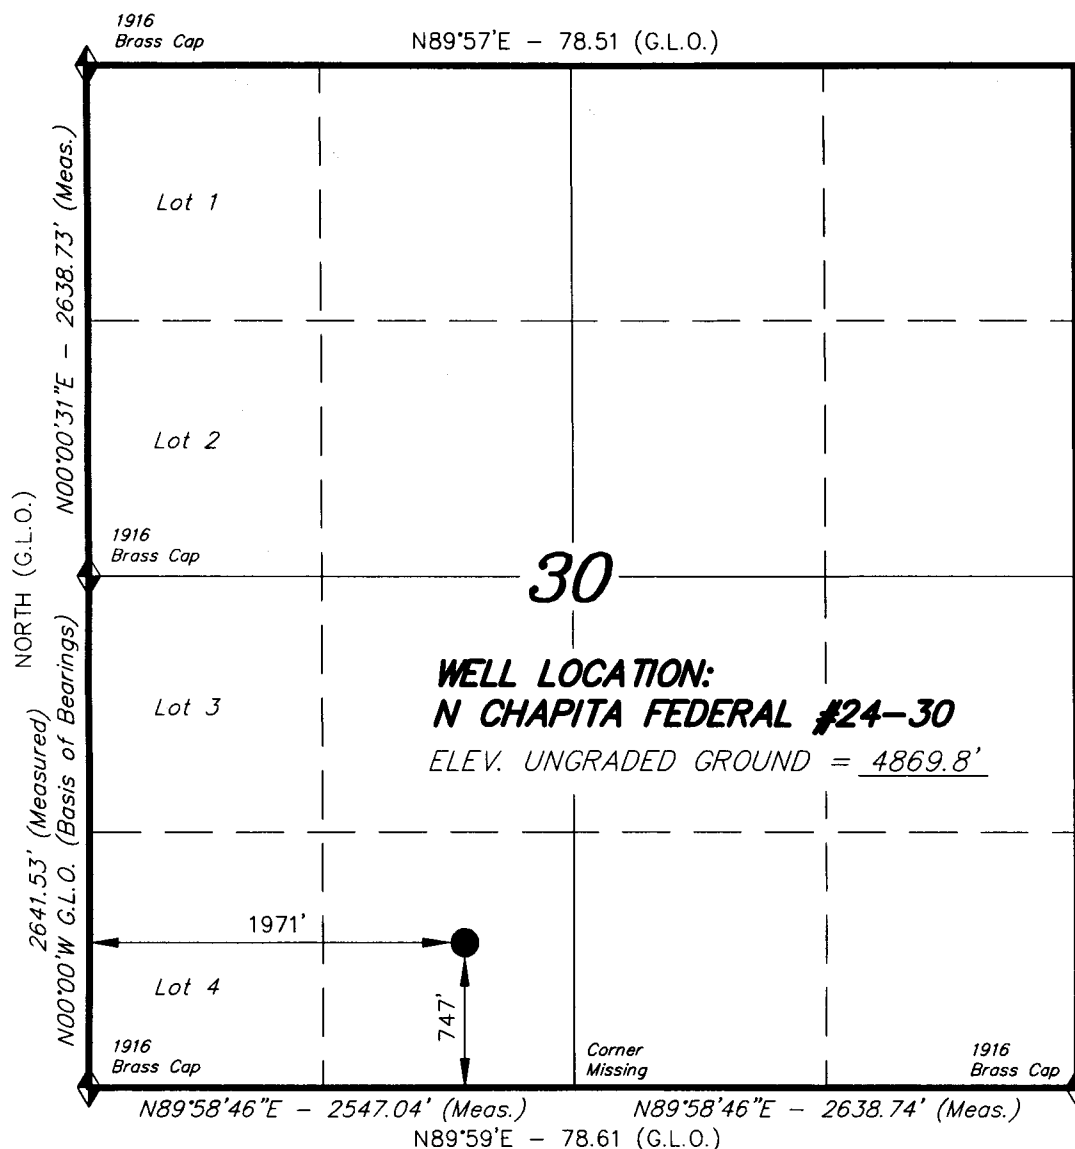 1916
Brass Cap
N89°57'E – 78.51 (G.L.O.)
N00°00'31"E – 2638.73' (Meas.)
Lot 1
Lot 2
1916
Brass Cap
NORTH (G.L.O.)
30
2641.53' (Measured)
N00°00'W G.L.O. (Basis of Bearings)
Lot 3
WELL LOCATION:
N CHAPITA FEDERAL #24–30
ELEV. UNGRADED GROUND = 4869.8'
1971'
747'
Lot 4
1916
Brass Cap
Corner
Missing
1916
Brass Cap
N89°58'46"E – 2547.04' (Meas.)
N89°58'46"E – 2638.74' (Meas.)
N89°59'E – 78.61 (G.L.O.)